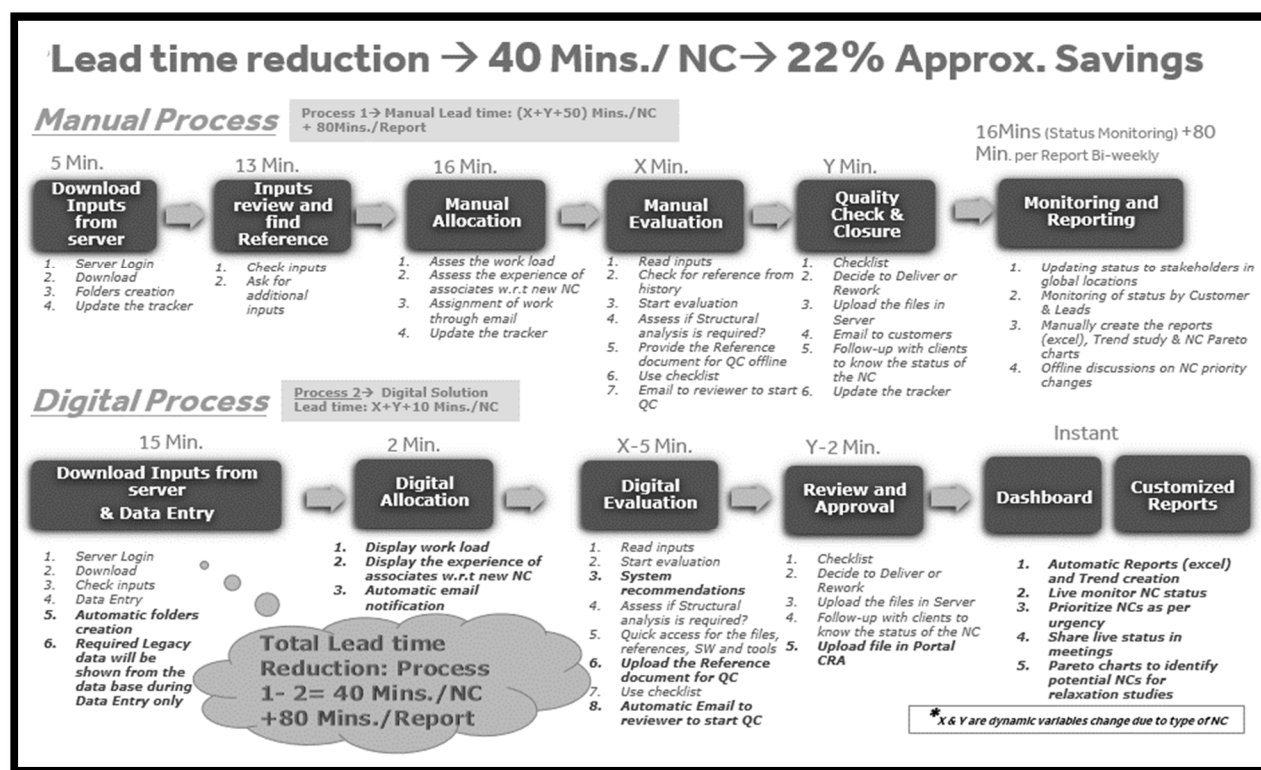 Lead time reduction → 40 Mins./ NC→ 22% Approx. Savings
Manual Process
Process 1→ Manual Lead time: (X+Y+50) Mins./NC
+ 80Mins./Report
5 Min.
Download
Inputs
from
server
1. Server Login
2. Download
3. Folders creation
4. Update the tracker
13 Min.
Inputs
review and
find
Reference
1. Check inputs
2. Ask for
additional
inputs
16 Min.
Manual
Allocation
1. Asses the work load
2. Assess the experience of
associates w.r.t new NC
3. Assignment of work
through email
4. Update the tracker
X Min.
Manual
Evaluation
1. Read inputs
2. Check for reference from
history
3. Start evaluation
4. Assess if Structural
analysis is required?
5. Provide the Reference
document for QC offline
6. Use checklist
7. Email to reviewer to start
QC
Y Min.
Quality
Check &
Closure
1. Checklist
2. Decide to Deliver or
Rework
3. Upload the files in
Server
4. Email to customers
5. Follow-up with clients
to know the status of
the NC
6. Update the tracker
16Mins (Status Monitoring) +80
Min. per Report Bi-weekly
Monitoring and
Reporting
1. Updating status to stakeholders in
global locations
2. Monitoring of status by Customer
& Leads
3. Manually create the reports
(excel), Trend study & NC Pareto
charts
4. Offline discussions on NC priority
changes
Digital Process
Process 2→ Digital Solution
Lead time: X+Y+10 Mins./NC
15 Min.
Download Inputs from
server
& Data Entry
1. Server Login
2. Download
3. Check inputs
4. Data Entry
5. Automatic folders
creation
6. Required Legacy
data will be
shown from the
data base during
Data Entry only
2 Min.
Digital
Allocation
1. Display work load
2. Display the experience of
associates w.r.t new NC
3. Automatic email
notification
Total Lead time
Reduction: Process
1- 2= 40 Mins./NC
+80 Mins./Report
X-5 Min.
Digital
Evaluation
1. Read inputs
2. Start evaluation
3. System
recommendations
4. Assess if Structural
analysis is required?
5. Quick access for the files,
references, SW and tools
6. Upload the Reference
document for QC
7. Use checklist
8. Automatic Email to
reviewer to start QC
Y-2 Min.
Review and
Approval
1. Checklist
2. Decide to Deliver or
Rework
3. Upload the files in Server
4. Follow-up with clients to
know the status of the NC
5. Upload file in Portal
CRA
Instant
Dashboard
Customized
Reports
1. Automatic Reports (excel)
and Trend creation
2. Live monitor NC status
3. Prioritize NCs as per
urgency
4. Share live status in
meetings
5. Pareto charts to identify
potential NCs for
relaxation studies
*X & Y are dynamic variables change due to type of NC